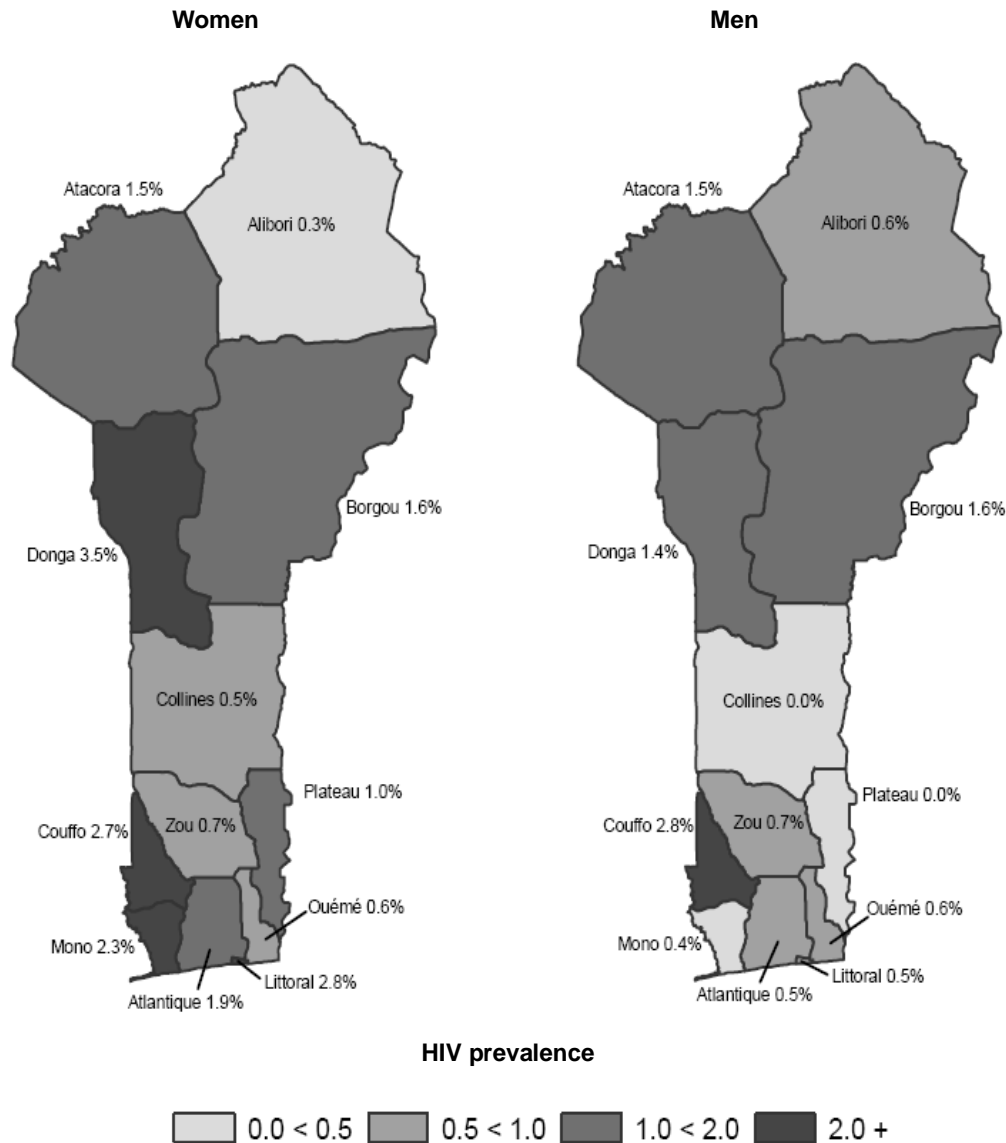 Women
Men
Atacora 1.5%
Alibori 0.3%
Borgou 1.6%
Donga 3.5%
Collines 0.5%
Plateau 1.0%
Couffo 2.7%
Zou 0.7%
Ouémé 0.6%
Mono 2.3%
Littoral 2.8%
Atlantique 1.9%
Atacora 1.5%
Alibori 0.6%
Borgou 1.6%
Donga 1.4%
Collines 0.0%
Plateau 0.0%
Couffo 2.8%
Zou 0.7%
Ouémé 0.6%
Mono 0.4%
Littoral 0.5%
Atlantique 0.5%
HIV prevalence
0.0 < 0.5
0.5 < 1.0
1.0 < 2.0
2.0 +